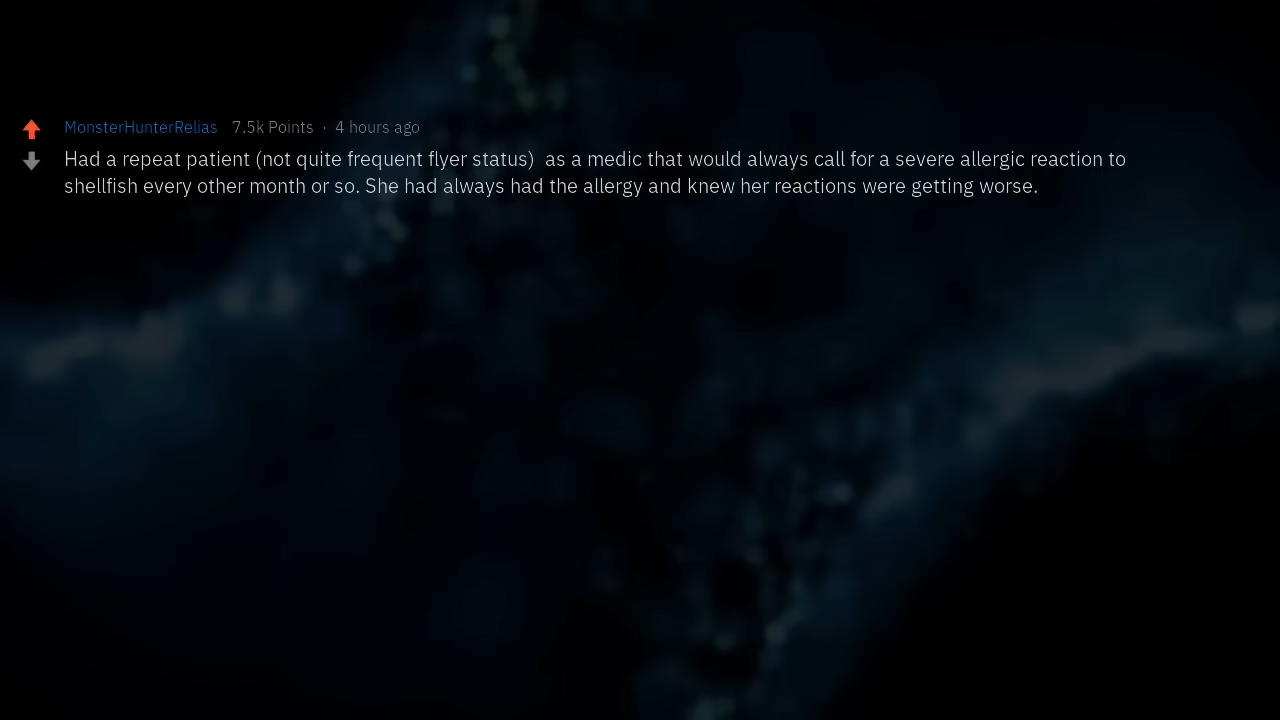 MonsterHunterRelias 7.5k Points · 4 hours ago
Had a repeat patient (not quite frequent flyer status)  as a medic that would always call for a severe allergic reaction to
shellfish every other month or so. She had always had the allergy and knew her reactions were getting worse.